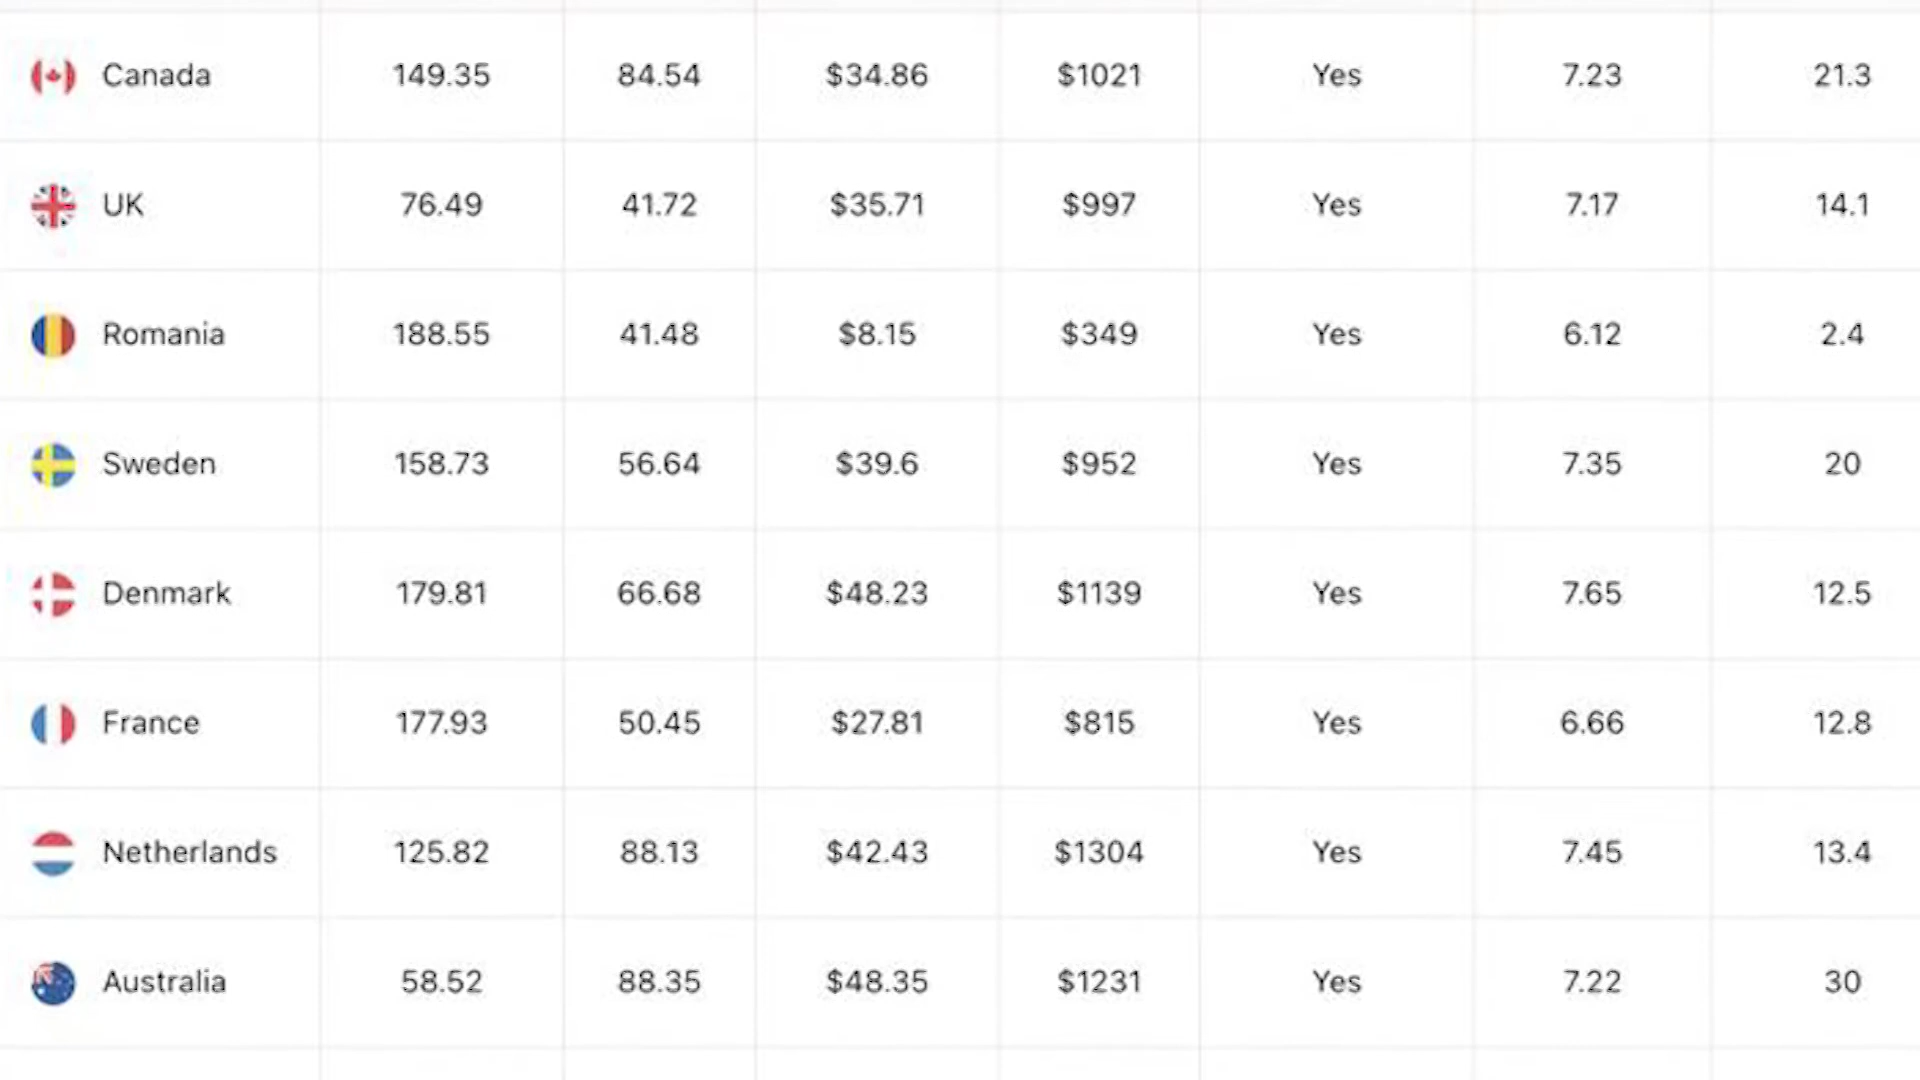 Canada 149.35 84.54 $34.86 $1021 Yes 7.23 21.3
UK 76.49 41.72 $35.71 $997 Yes 7.17 14.1
Romania 188.55 41.48 $8.15 $349 Yes 6.12 2.4
Sweden 158.73 56.64 $39.6 $952 Yes 7.35 20
Denmark 179.81 66.68 $48.23 $1139 Yes 7.65 12.5
France 177.93 50.45 $27.81 $815 Yes 6.66 12.8
Netherlands 125.82 88.13 $42.43 $1304 Yes 7.45 13.4
Australia 58.52 88.35 $48.35 $1231 Yes 7.22 30